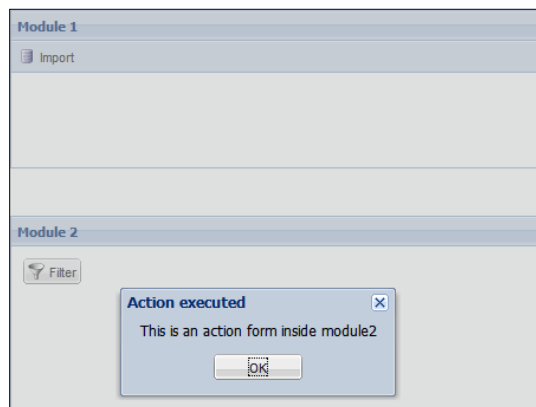 Module 1
Import
Module 2
Filter
Action executed
This is an action form inside module2
OK